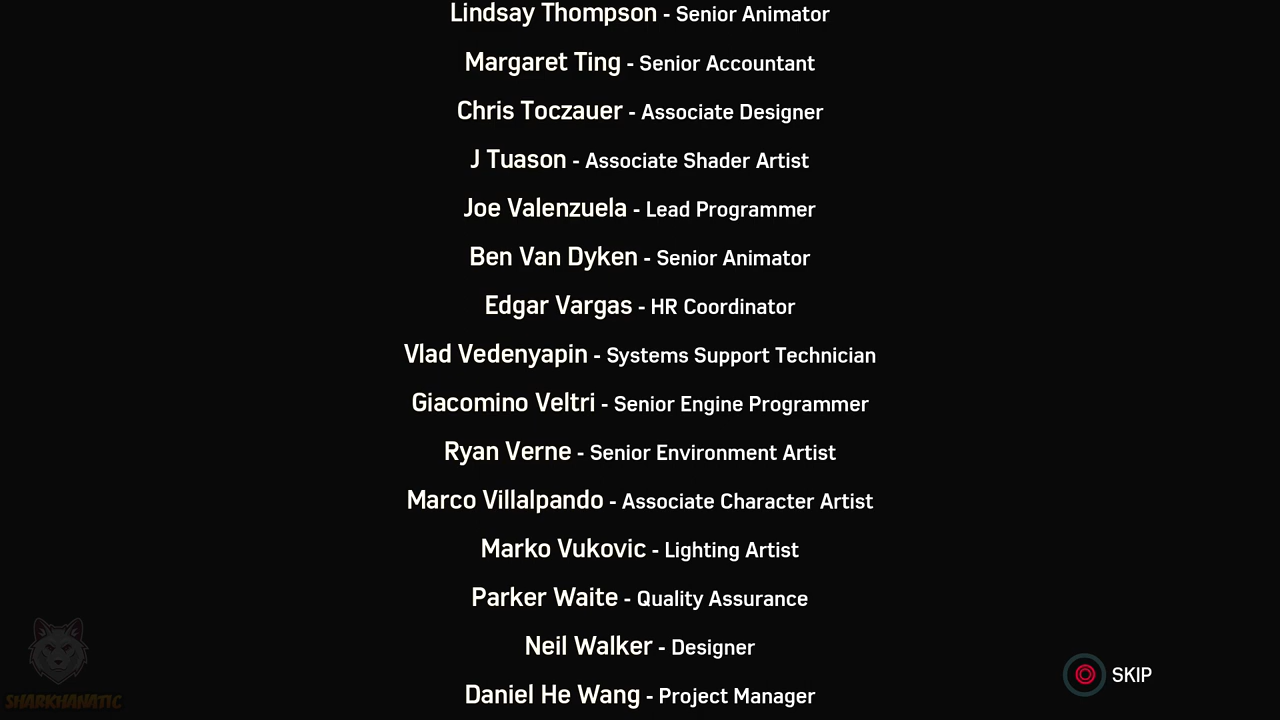 Lindsay Thompson - Senior Animator
Margaret Ting - Senior Accountant
Chris Toczauer - Associate Designer
J Tuason - Associate Shader Artist
Joe Valenzuela - Lead Programmer
Ben Van Dyken - Senior Animator
Edgar Vargas - HR Coordinator
Vlad Vedenyapin - Systems Support Technician
Giacomino Veltri - Senior Engine Programmer
Ryan Verne - Senior Environment Artist
Marco Villalpando - Associate Character Artist
Marko Vukovic - Lighting Artist
Parker Waite - Quality Assurance
Neil Walker - Designer
SKIP
Daniel He Wang - Project Manager
SHARKHANATIC